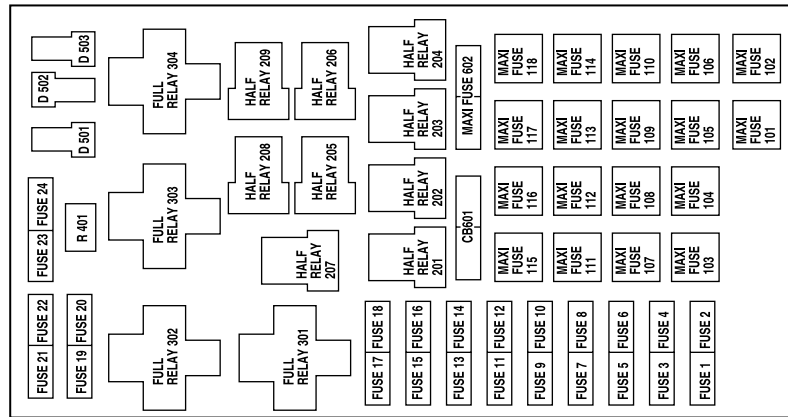 D 503
D 502
D 501
FULL
RELAY 304
HALF
RELAY 209
HALF
RELAY 206
HALF
RELAY
204
MAXI FUSE 602
MAXI
FUSE
118
MAXI
FUSE
114
MAXI
FUSE
110
MAXI
FUSE
106
MAXI
FUSE
102
HALF
RELAY
203
MAXI
FUSE
117
MAXI
FUSE
113
MAXI
FUSE
109
MAXI
FUSE
105
MAXI
FUSE
101
FUSE 24
FUSE 23
R 401
FULL
RELAY 303
HALF
RELAY 208
HALF
RELAY 205
HALF
RELAY
202
CB601
MAXI
FUSE
116
MAXI
FUSE
112
MAXI
FUSE
108
MAXI
FUSE
104
HALF
RELAY
207
HALF
RELAY
201
MAXI
FUSE
115
MAXI
FUSE
111
MAXI
FUSE
107
MAXI
FUSE
103
FUSE 22
FUSE 21
FUSE 20
FUSE 19
FULL
RELAY 302
FULL
RELAY 301
FUSE 18
FUSE 17
FUSE 16
FUSE 15
FUSE 14
FUSE 13
FUSE 12
FUSE 11
FUSE 10
FUSE 9
FUSE 8
FUSE 7
FUSE 6
FUSE 5
FUSE 4
FUSE 3
FUSE 2
FUSE 1